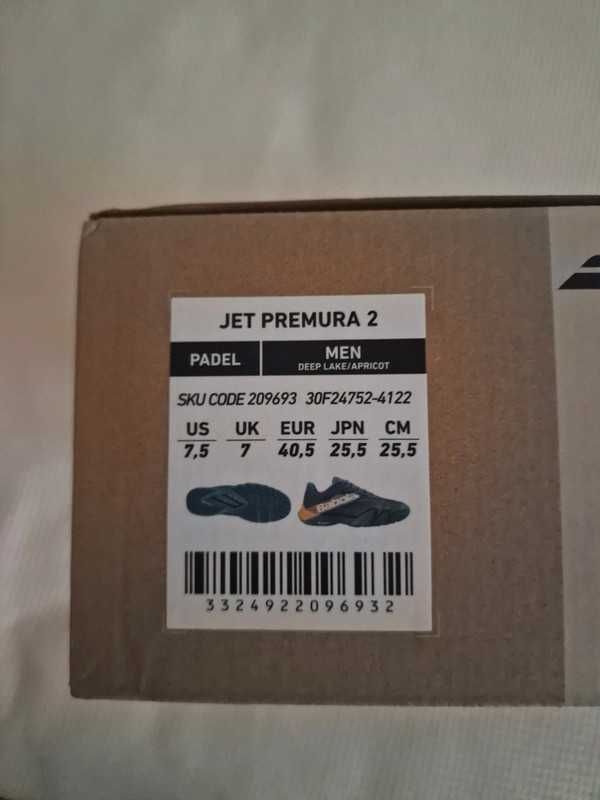 JET PREMURA 2
PADEL
MEN
DEEP LAKE/APRICOT
SKU CODE 209693 30F24752-4122
US UK EUR JPN CM
7,5 7 40,5 25,5 25,5
Babolat
3324922096932